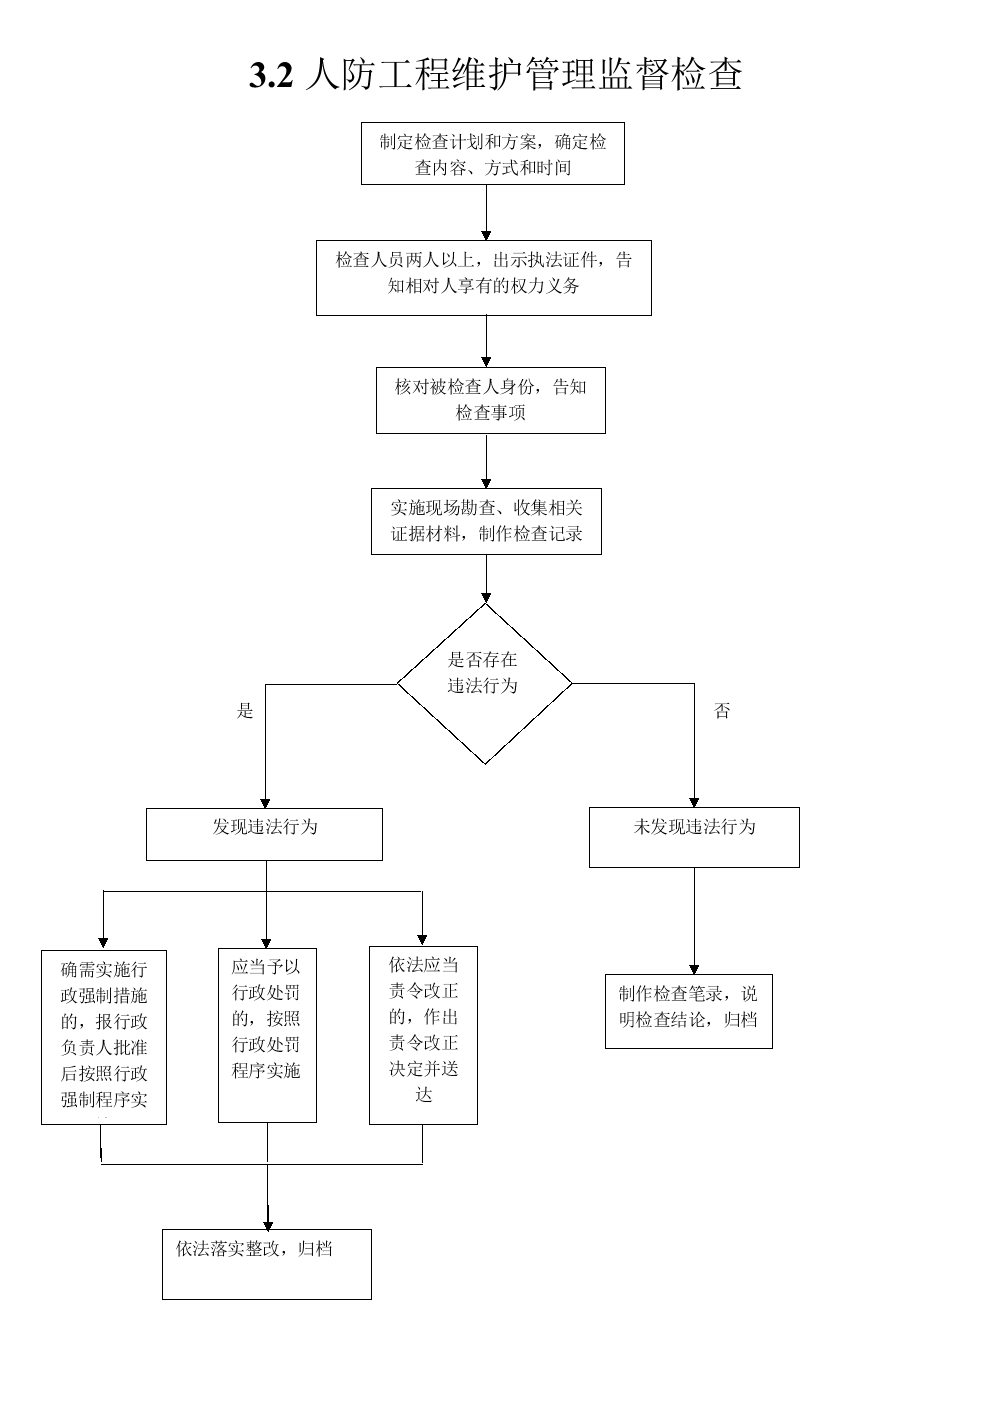 3.2 人防工程维护管理监督检查
制定检查计划和方案，确定检
查内容、方式和时间
检查人员两人以上，出示执法证件，告
知相对人享有的权力义务
核对被检查人身份，告知
检查事项
实施现场勘查、收集相关
证据材料，制作检查记录
是否存在
违法行为
是
否
发现违法行为
未发现违法行为
确需实施行
政强制措施
的，报行政
负责人批准
后按照行政
强制程序实
应当予以
行政处罚
的，按照
行政处罚
程序实施
依法应当
责令改正
的，作出
责令改正
决定并送
达
制作检查笔录，说
明检查结论，归档
依法落实整改，归档